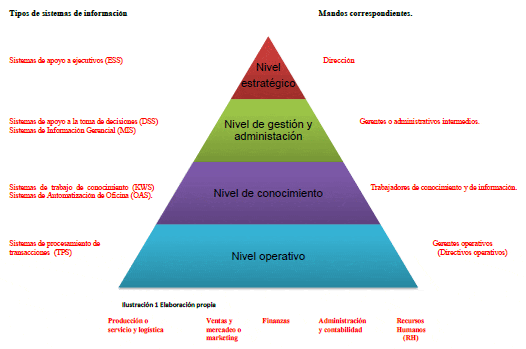 Tipos de sistemas de información
Mandos correspondientes.
Nivel
estratégico
Sistemas de apoyo a ejecutivos (ESS)
Dirección
Sistemas de apoyo a la toma de decisiones (DSS)
Sistemas de Información Gerencial (MIS)
Nivel de gestión y
administación
Gerentes o administrativos intermedios.
Sistemas de trabajo de conocimiento (KWS)
Sistemas de Automatización de Oficina (OAS).
Nivel de conocimiento
Trabajadores de conocimiento y de información.
Sistemas de procesamiento de
transacciones (TPS)
Nivel operativo
Gerentes operativos
(Directivos operativos)
Ilustración 1 Elaboración propia
Producción o
servicio y logística
Ventas y
mercadeo o
marketing
Finanzas
Administración
y contabilidad
Recursos
Humanos
(RH)